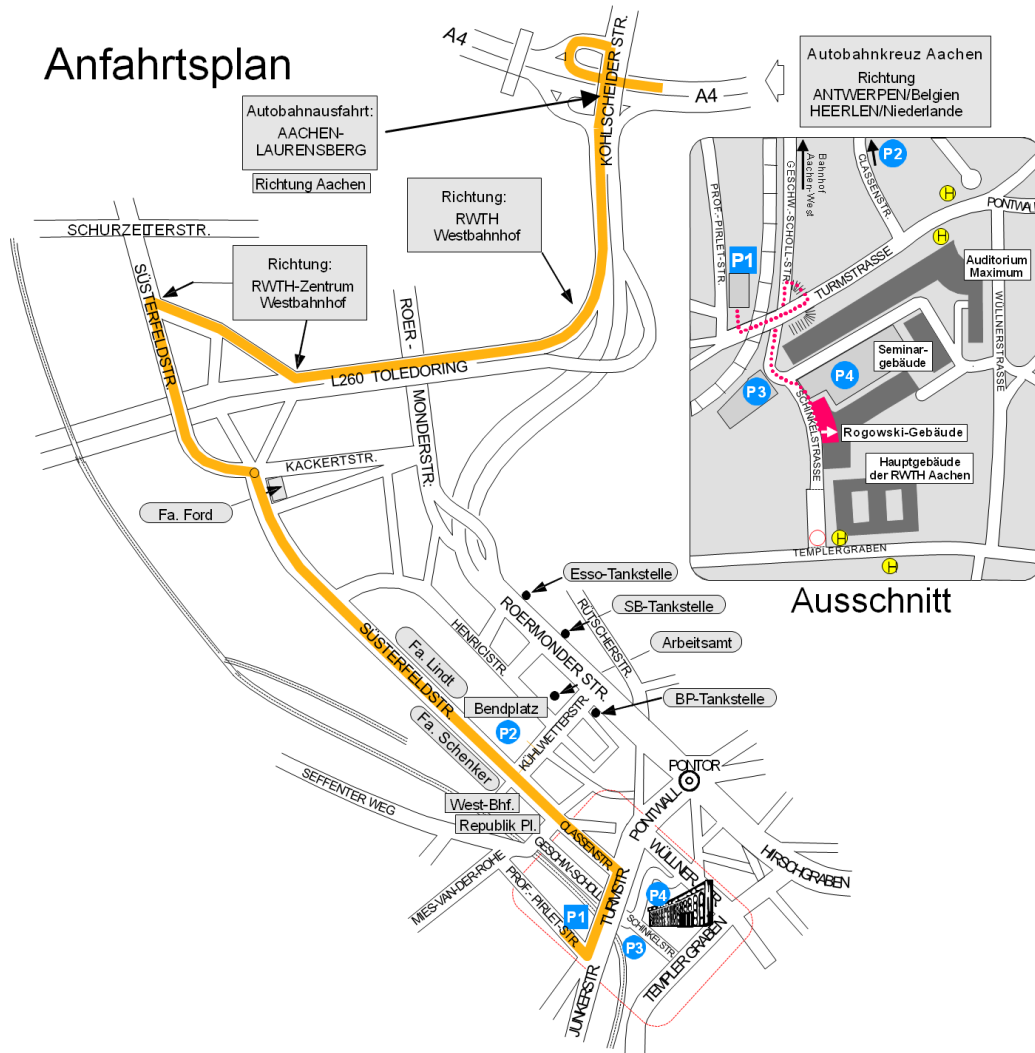 Anfahrtsplan
A4
KOHLSCHEIDER STR.
A4
Autobahnkreuz Aachen
Richtung
ANTWERPEN/Belgien
HEERLEN/Niederlande
Autobahnausfahrt:
AACHEN-
LAURENSBERG
Richtung Aachen
Richtung:
RWTH
Westbahnhof
SCHURZELTERSTR.
SÜSTERFELDSTR.
Richtung:
RWTH-Zentrum
Westbahnhof
ROER -
MONDERSTR:
L260 TOLEDORING
KACKERTSTR.
Fa. Ford
Esso-Tankstelle
SB-Tankstelle
Arbeitsamt
BP-Tankstelle
ROERMONDER STR.
RÜTSCHERSTR.
HENRICISTR.
SÜSTERFELDSTR.
Fa. Lindt
Bendplatz
P2
KÜHLWETTERSTR.
Fa. Schenker
SEFFENTER WEG
West-Bhf.
Republik Pl.
CLASSENSTR.
GESCHW.-SCHOLL
PROF.- PIRLET-STR.
MIES-VAN-DER-ROHE
P1
TURMSTR.
JUNKERSTR
PONTWALL
PONTOR
HIRSCHGRABEN
WÜLLNER STR
P4
SCHINKELSTR.
P3
TEMPLER GRABEN
P2
Bahnhof
Aachen-West
GESCHW.-SCHOLL-STR.
CLASSENSTR.
PROF.-PIRLET-STR
H
PONTWALL
H
P1
TURMSTRASSE
Auditorium
Maximum
WÜLLNERSTRASSE
Seminar-
gebäude
P4
P3
SCHINKELSTRASSE
Rogowski-Gebäude
Hauptgebäude
der RWTH Aachen
H
TEMPLERGRABEN
H
Ausschnitt